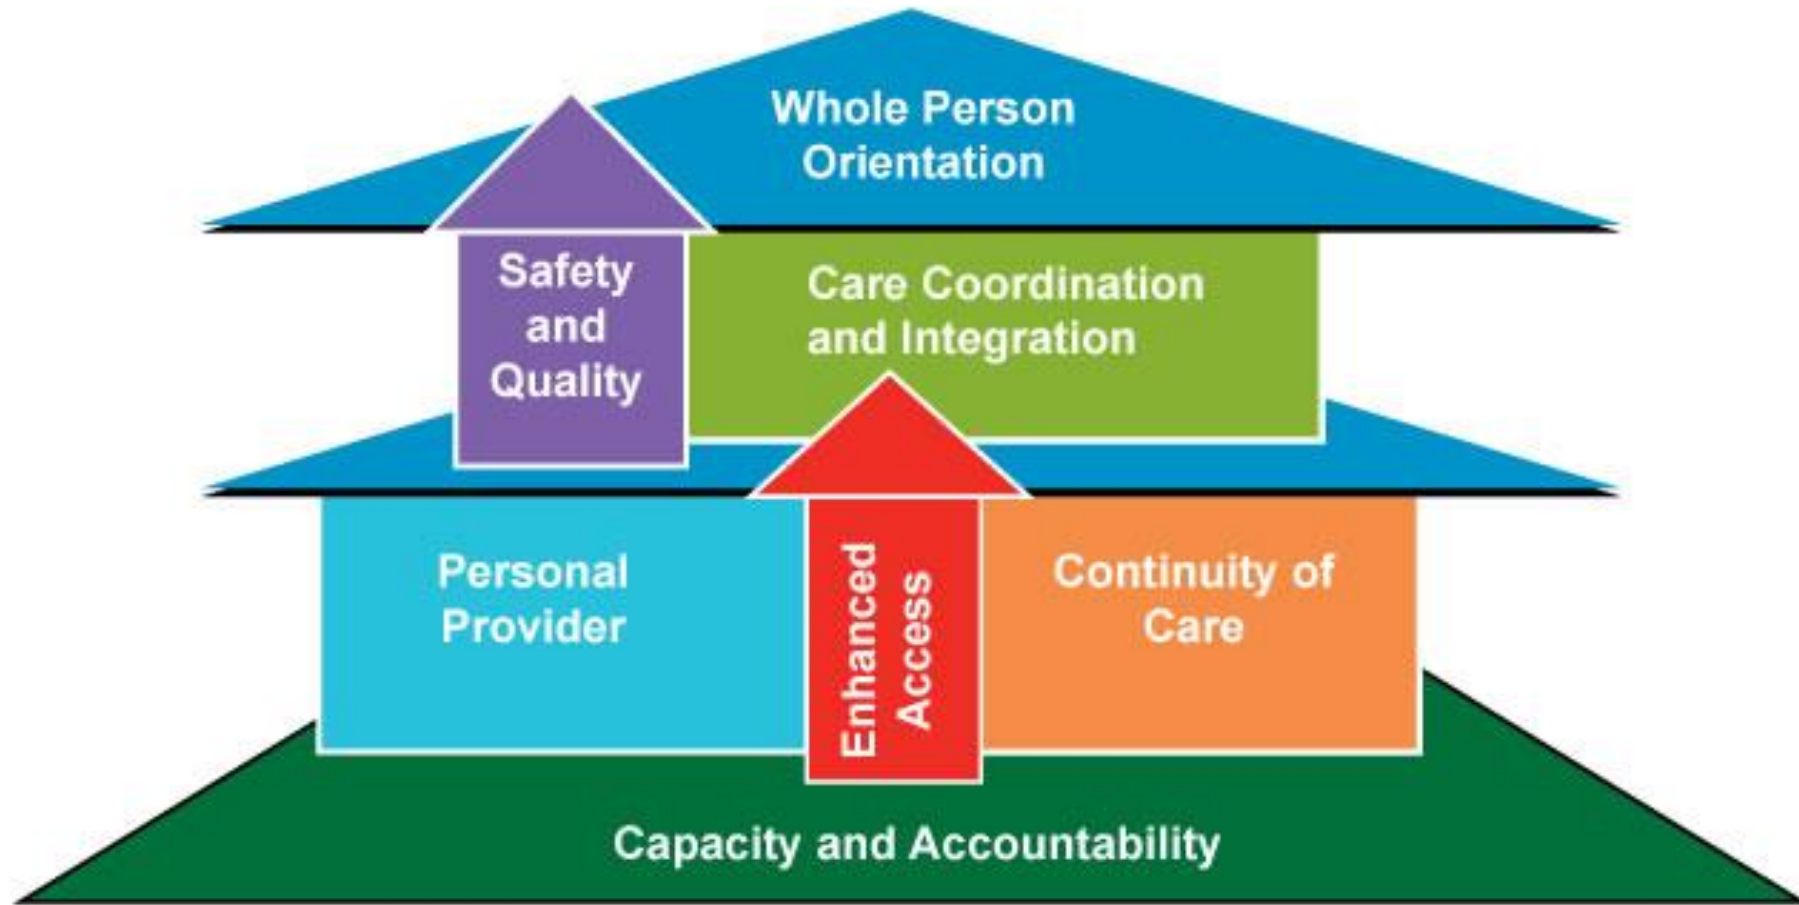 Whole Person
Orientation
Safety
and
Quality
Care Coordination
and Integration
Personal
Provider
Enhanced
Access
Continuity of
Care
Capacity and Accountability